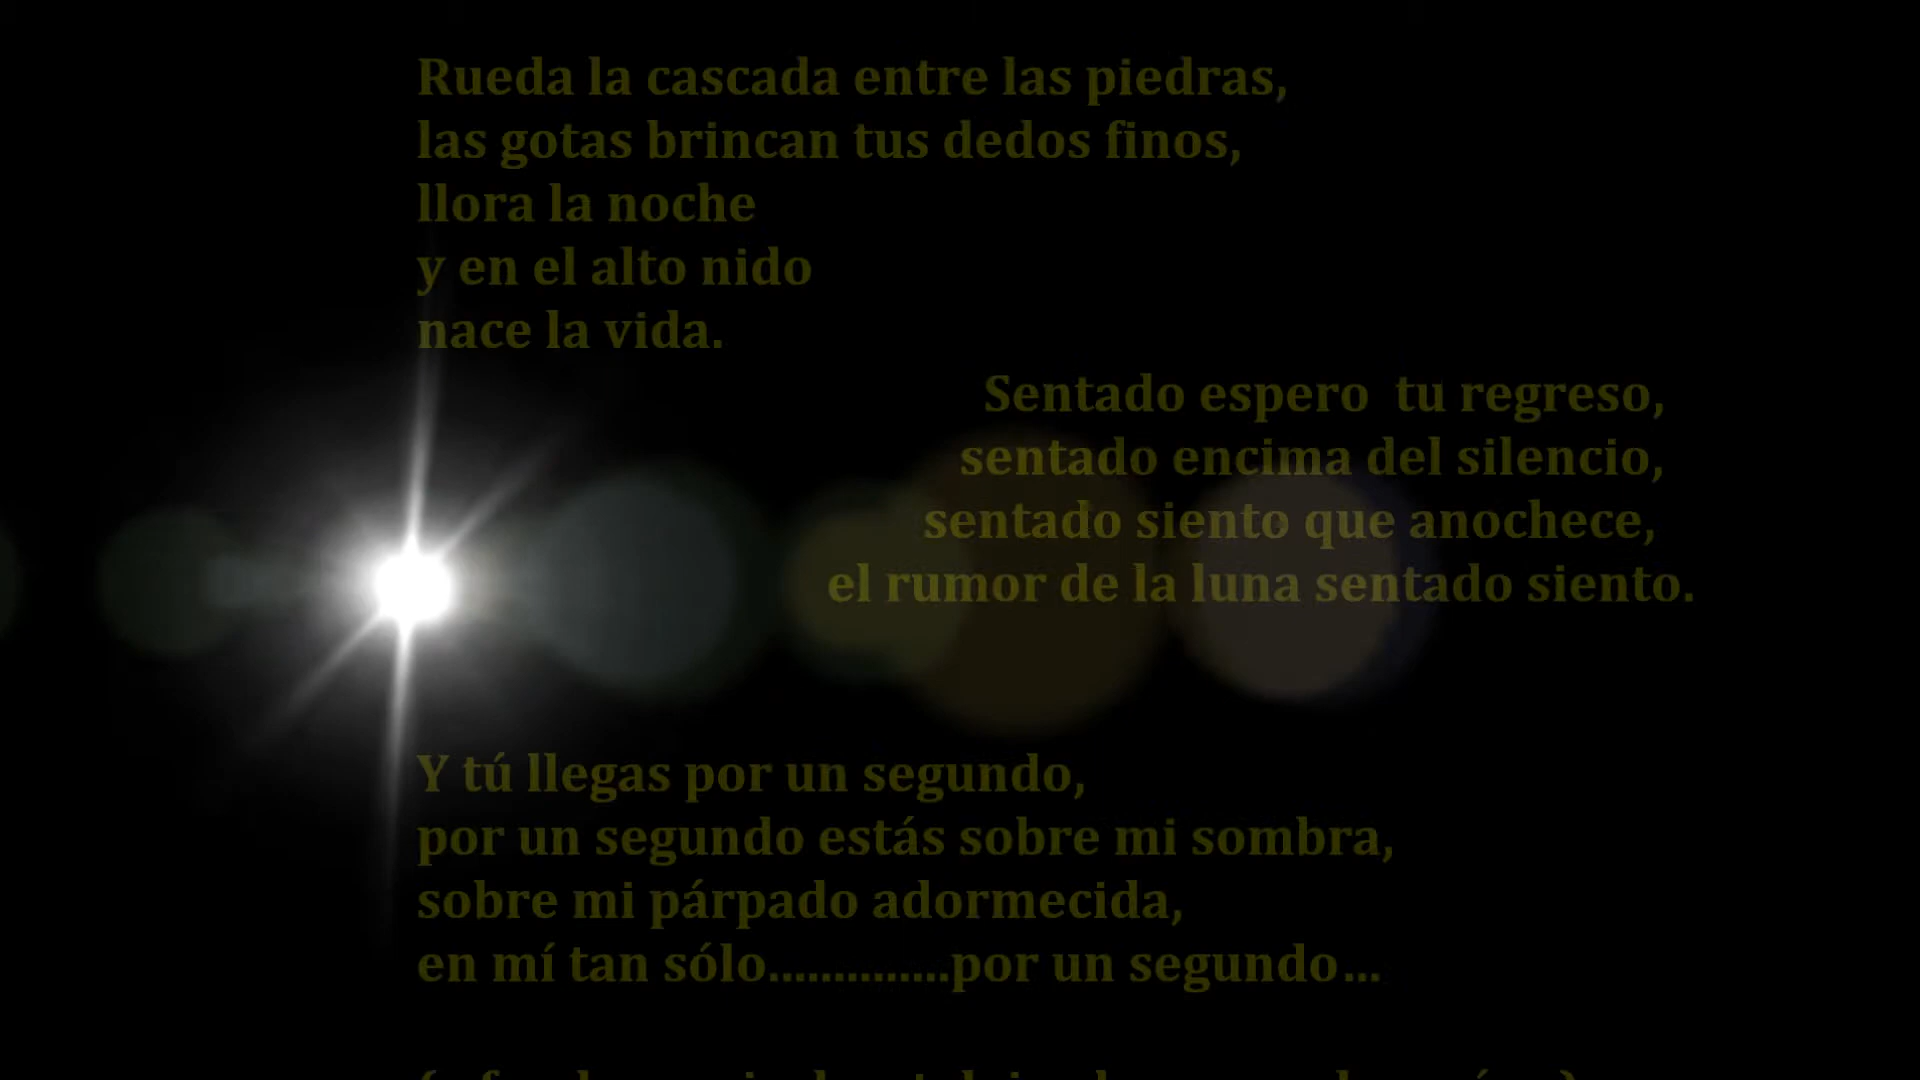 Rueda la cascada entre las piedras,
las gotas brincan tus dedos finos,
llora la noche
y en el alto nido
nace la vida.
Sentado espero tu regreso,
sentado encima del silencio,
sentado siento que anochece,
el rumor de la luna sentado siento.
Y tú llegas por un segundo,
por un segundo estás sobre mi sombra,
sobre mi párpado adormecida,
en mí tan sólo..............por un segundo...